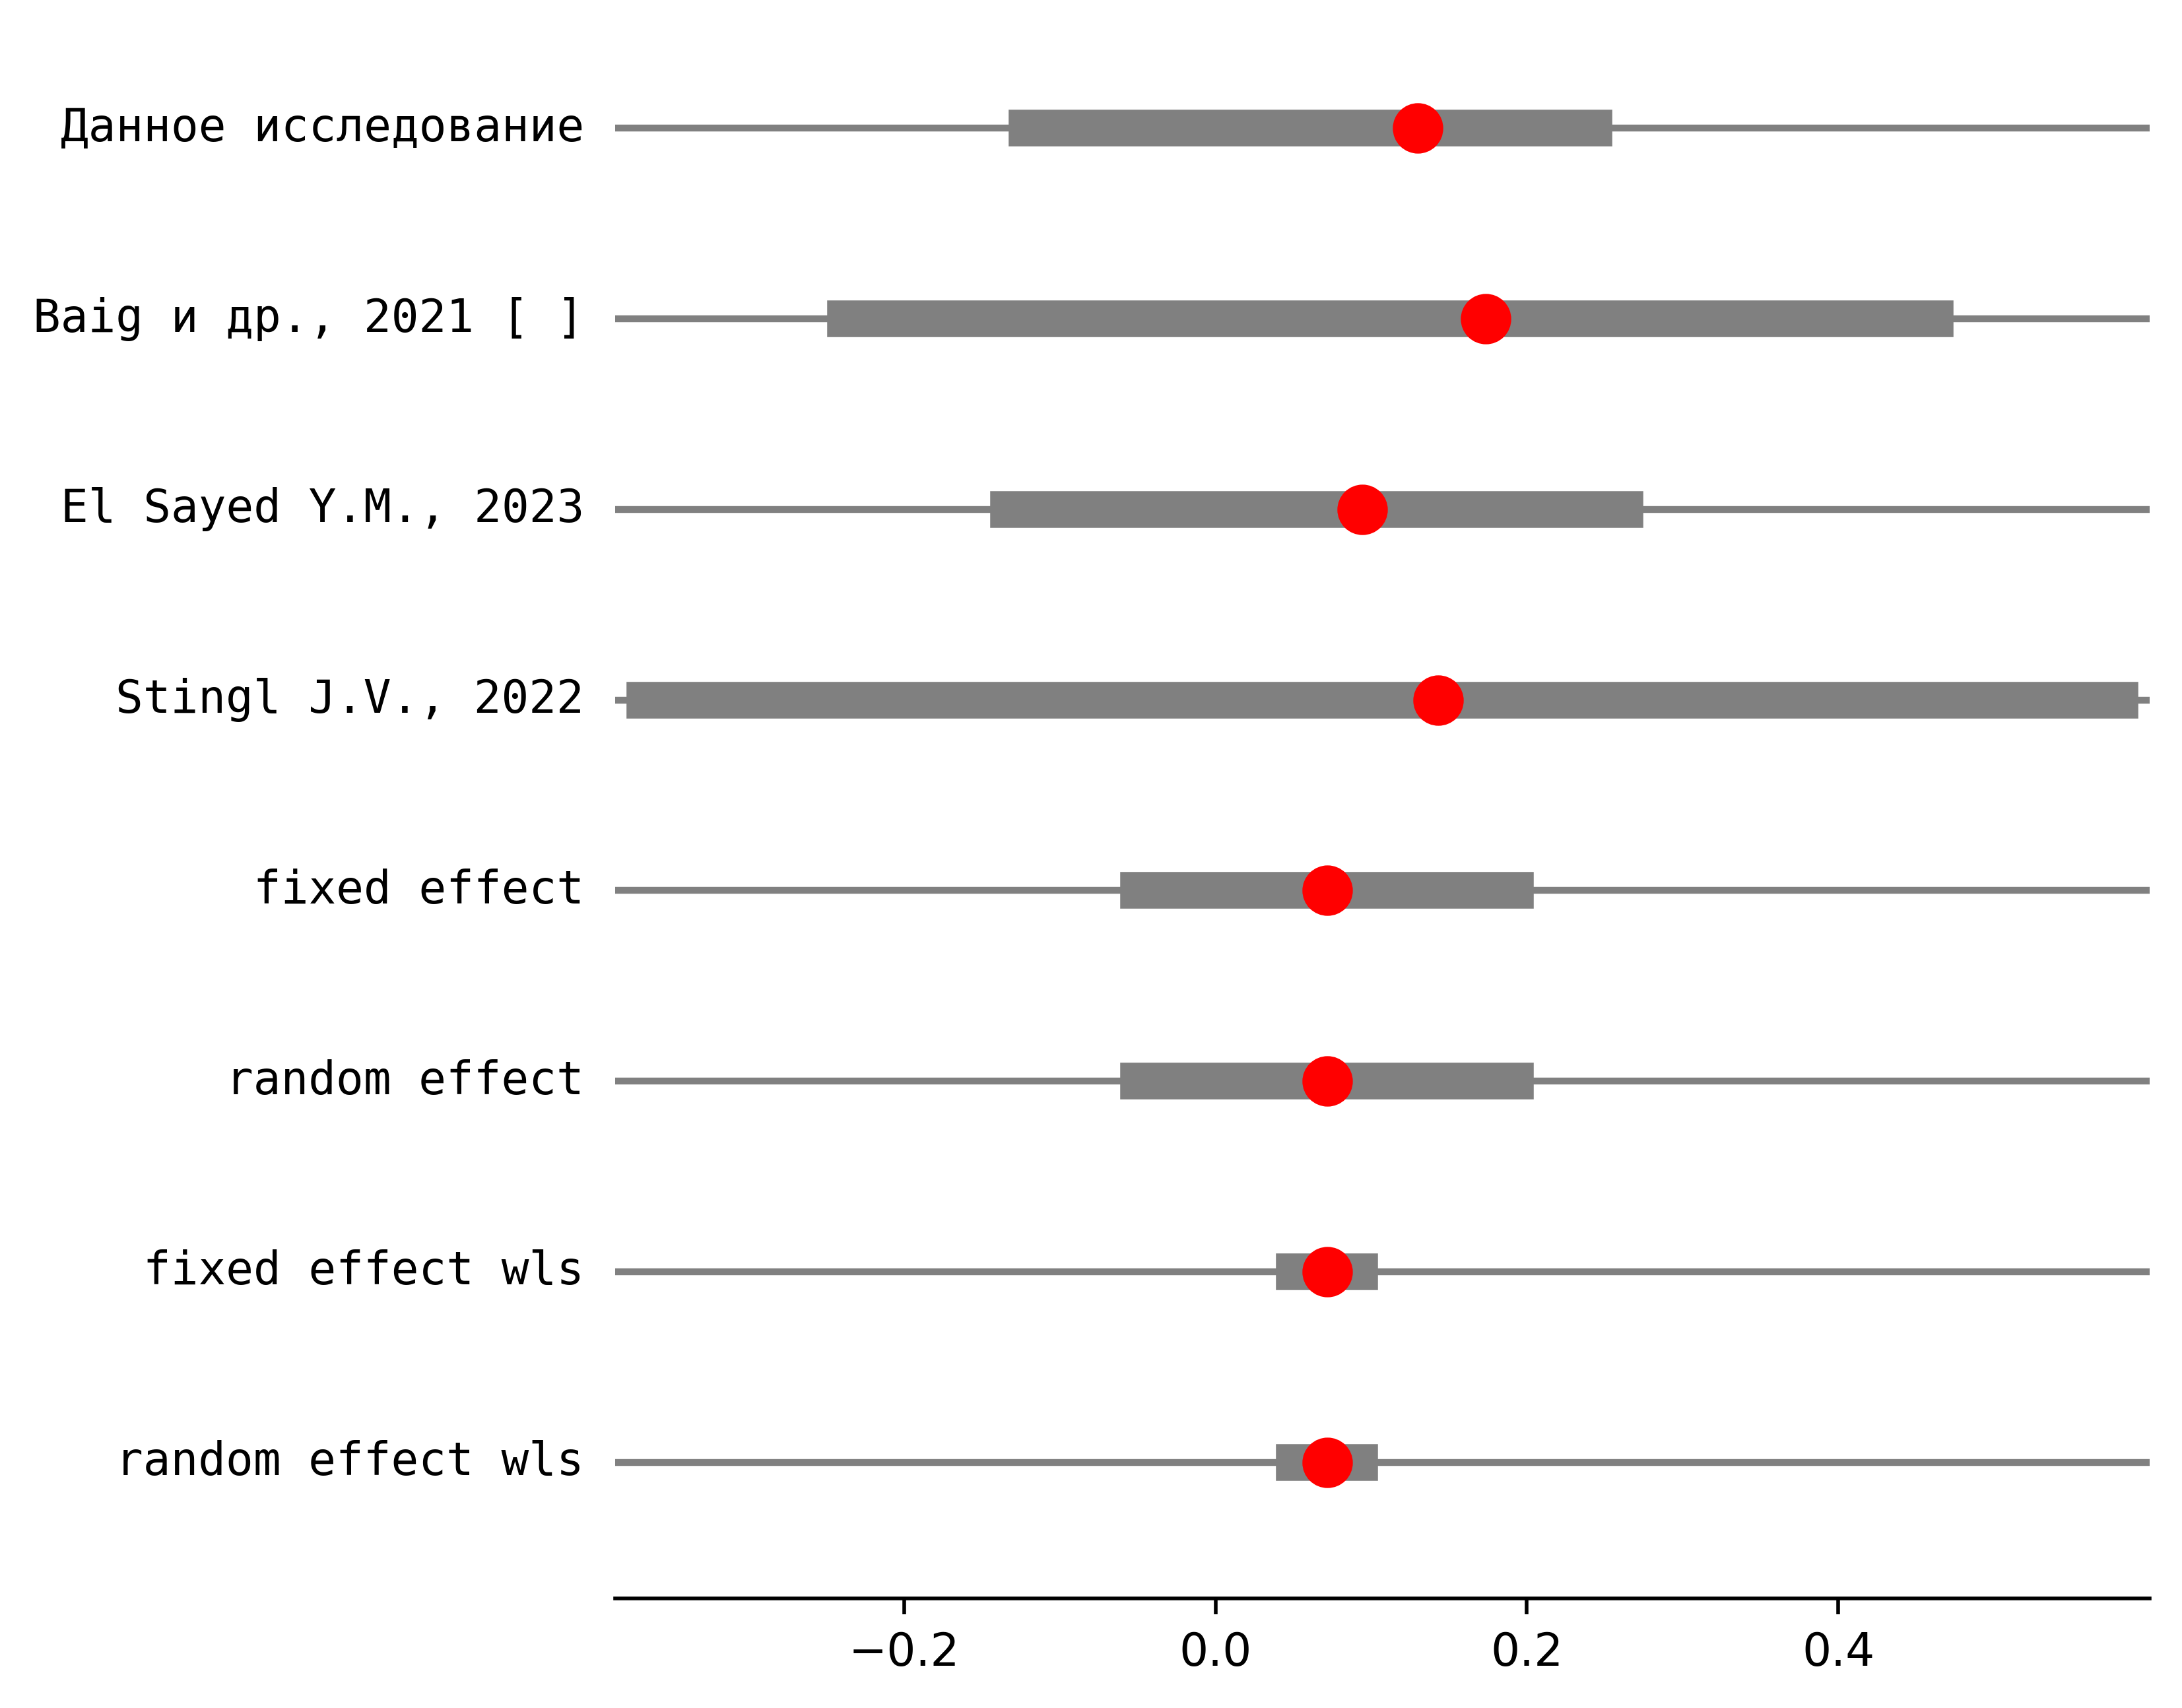 Данное исследование
Baig и др., 2021 [ ]
El Sayed Y.M., 2023
Stingl J.V., 2022
fixed effect
random effect
fixed effect wls
random effect wls
−0.2 0.0 0.2 0.4